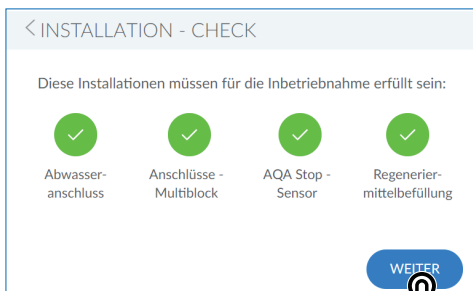 INSTALLATION - CHECK
Diese Installationen müssen für die Inbetriebnahme erfüllt sein:
Abwasser-
anschluss
Anschlüsse -
Multiblock
AQA Stop -
Sensor
Regenerier-
mittelbefüllung
WEITER